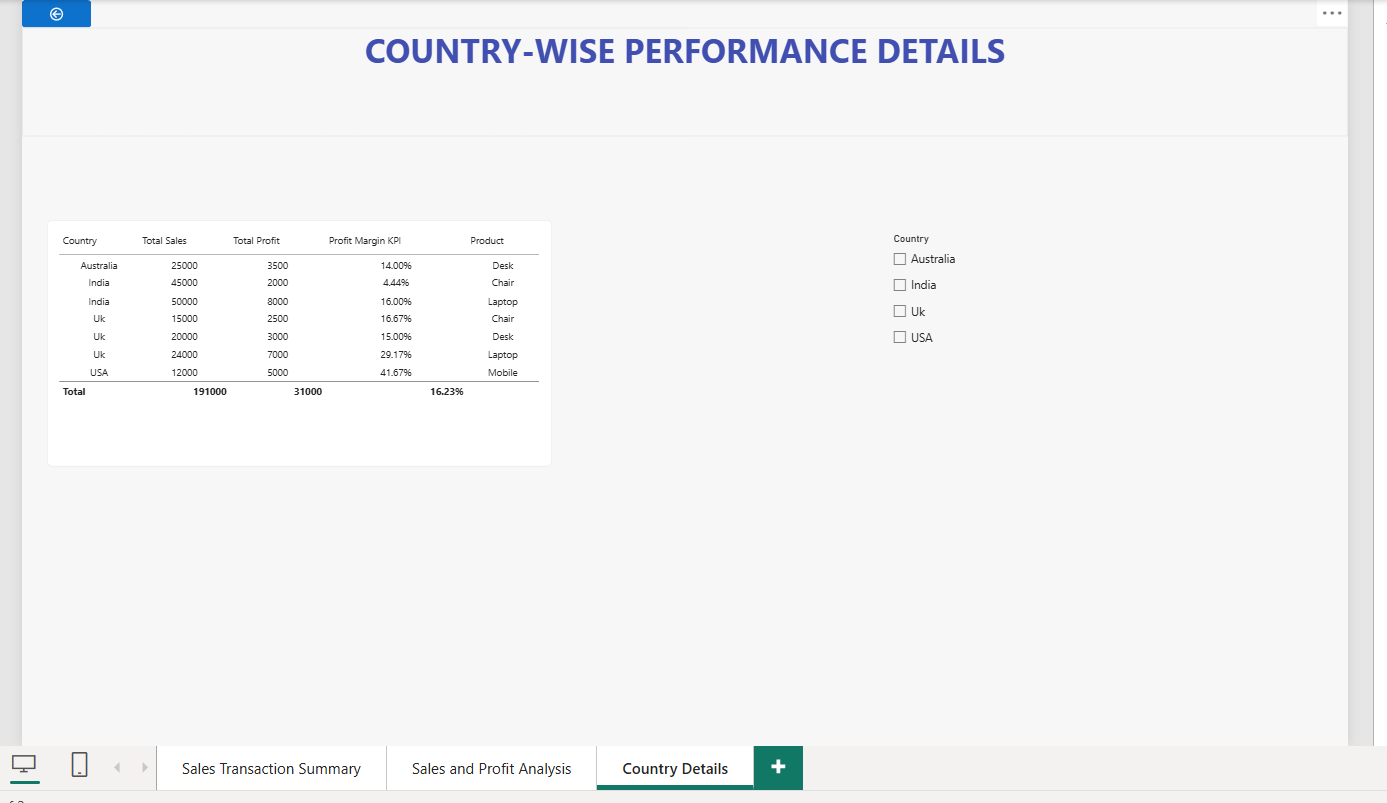 COUNTRY-WISE PERFORMANCE DETAILS
Country Total Sales Total Profit Profit Margin KPI Product
Australia 25000 3500 14.00% Desk
India 45000 2000 4.44% Chair
India 50000 8000 16.00% Laptop
Uk 15000 2500 16.67% Chair
Uk 20000 3000 15.00% Desk
Uk 24000 7000 29.17% Laptop
USA 12000 5000 41.67% Mobile
Total 191000 31000 16.23%
Country
Australia
India
Uk
USA
Sales Transaction Summary Sales and Profit Analysis Country Details